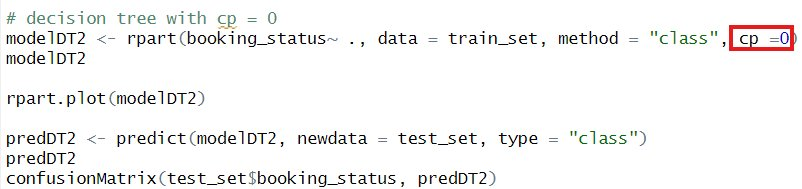 # decision tree with cp = 0
modelDT2 <- rpart(booking_status~ ., data = train_set, method = "class", cp =0)
modelDT2
rpart.plot(modelDT2)
predDT2 <- predict(modelDT2, newdata = test_set, type = "class")
predDT2
confusionMatrix(test_set$booking_status, predDT2)